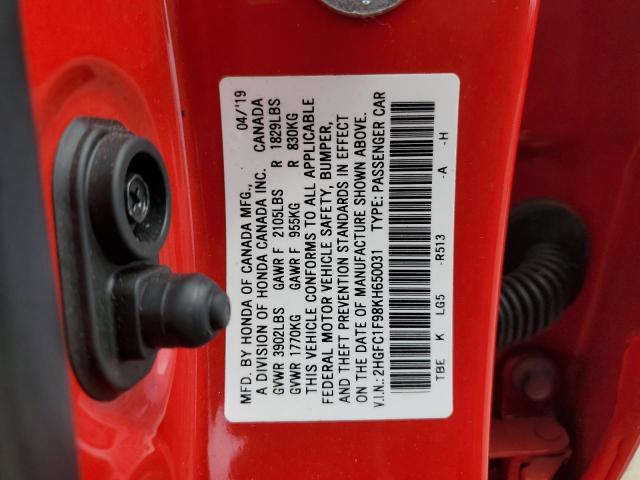 MFD. BY HONDA OF CANADA MFG., 04/'19
A DIVISION OF HONDA CANADA INC. CANADA
GVWR 3902LBS GAWR F 2105LBS R 1829LBS
GVWR 1770KG GAWR F 955KG R 830KG
THIS VEHICLE CONFORMS TO ALL APPLICABLE
FEDERAL MOTOR VEHICLE SAFETY, BUMPER,
AND THEFT PREVENTION STANDARDS IN EFFECT
ON THE DATE OF MANUFACTURE SHOWN ABOVE.
V.I.N.: 2HGFC1F98KH650031 TYPE: PASSENGER CAR
TBE K LG5 -R513 -A -H